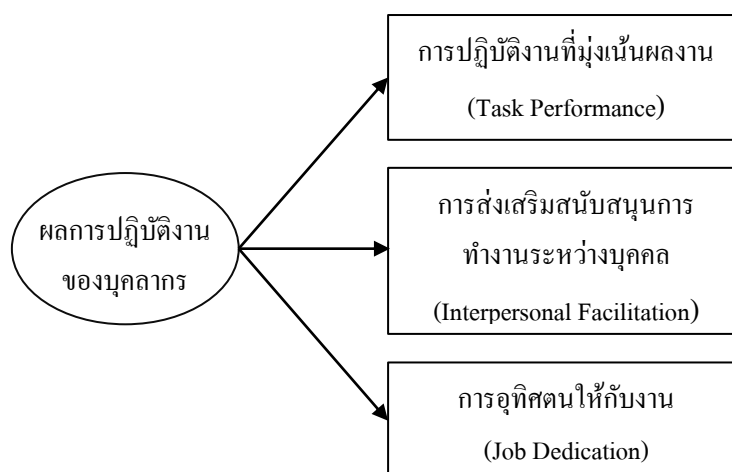 การปฏิบัติงานที่มุ่งเน้นผลงาน
(Task Performance)
ผลการปฏิบัติงาน
ของบุคลากร
การส่งเสริมสนับสนุนการ
ทำงานระหว่างบุคคล
(Interpersonal Facilitation)
การอุทิศตนให้กับงาน
(Job Dedication)